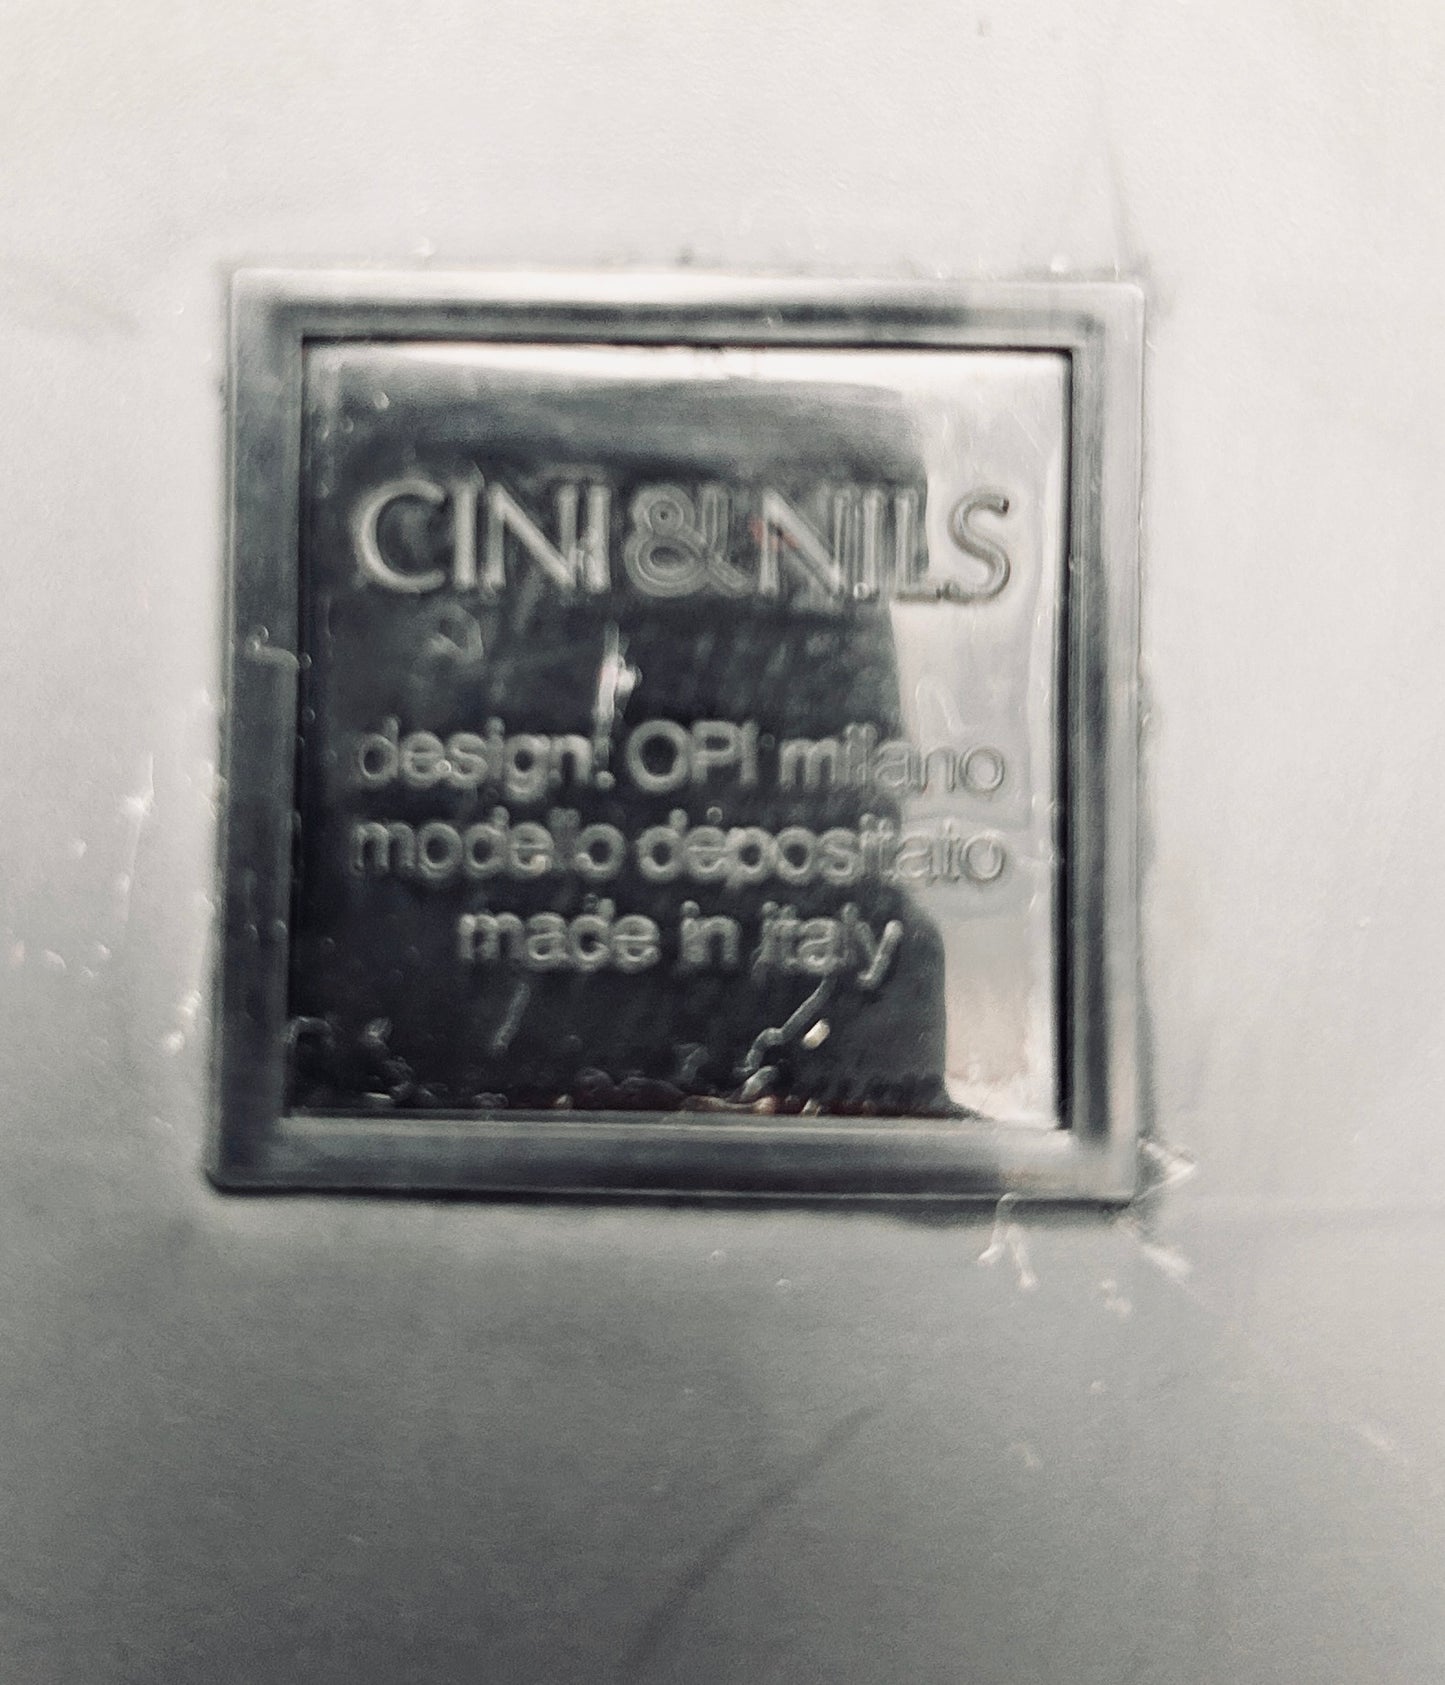 CINI&NILS
design: OPI milano
modello depositato
made in italy